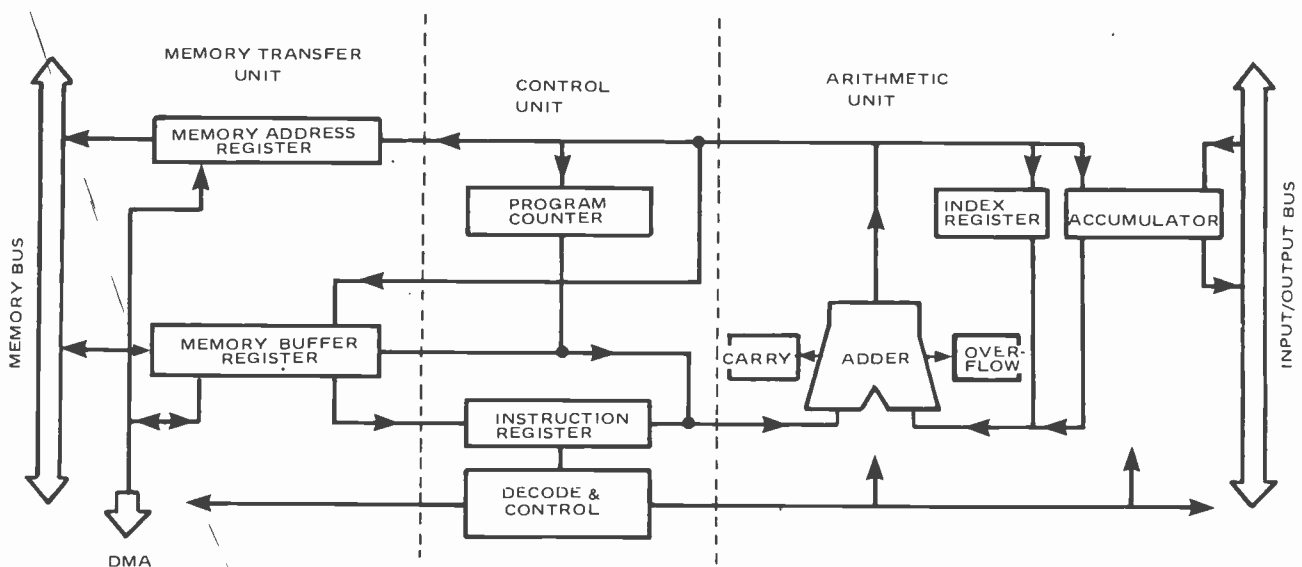 MEMORY TRANSFER
UNIT
CONTROL
UNIT
ARITHMETIC
UNIT
MEMORY BUS
MEMORY ADDRESS
REGISTER
PROGRAM
COUNTER
INDEX
REGISTER
ACCUMULATOR
INPUT/OUTPUT BUS
MEMORY BUFFER
REGISTER
CARRY
ADDER
OVER-
FLOW
INSTRUCTION
REGISTER
DECODE &
CONTROL
DMA